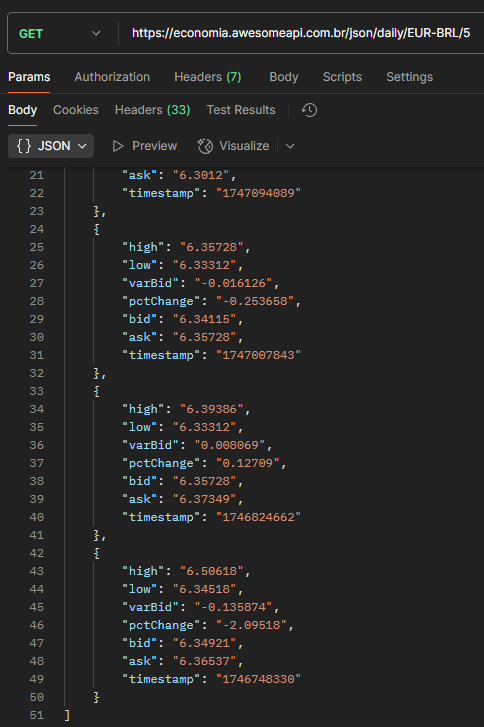 GET https://economia.awesomeapi.com.br/json/daily/EUR-BRL/5
Params Authorization Headers (7) Body Scripts Settings
Body Cookies Headers (33) Test Results
{} JSON Preview Visualize
21 "ask": "6.3012",
22 "timestamp": "1747094089"
23 },
24 {
25 "high": "6.35728",
26 "low": "6.33312",
27 "varBid": "-0.016126",
28 "pctChange": "-0.253658",
29 "bid": "6.34115",
30 "ask": "6.35728",
31 "timestamp": "1747007843"
32 },
33 {
34 "high": "6.39386",
35 "low": "6.33312",
36 "varBid": "0.008069",
37 "pctChange": "0.12709",
38 "bid": "6.35728",
39 "ask": "6.37349",
40 "timestamp": "1746824662"
41 },
42 {
43 "high": "6.50618",
44 "low": "6.34518",
45 "varBid": "-0.135874",
46 "pctChange": "-2.09518",
47 "bid": "6.34921",
48 "ask": "6.36537",
49 "timestamp": "1746748330"
50 }
51 ]